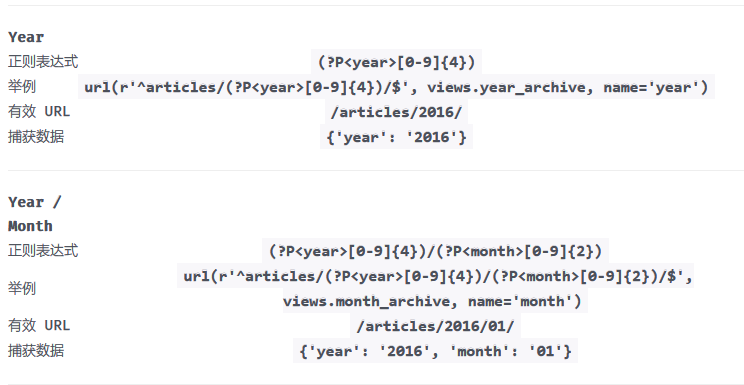 Year
正则表达式 (?P<year>[0-9]{4})
举例 url(r'^articles/(?P<year>[0-9]{4})/$', views.year_archive, name='year')
有效 URL /articles/2016/
捕获数据 {'year': '2016'}
Year /
Month
正则表达式 (?P<year>[0-9]{4})/(?P<month>[0-9]{2})
举例 url(r'^articles/(?P<year>[0-9]{4})/(?P<month>[0-9]{2})/$',
views.month_archive, name='month')
有效 URL /articles/2016/01/
捕获数据 {'year': '2016', 'month': '01'}